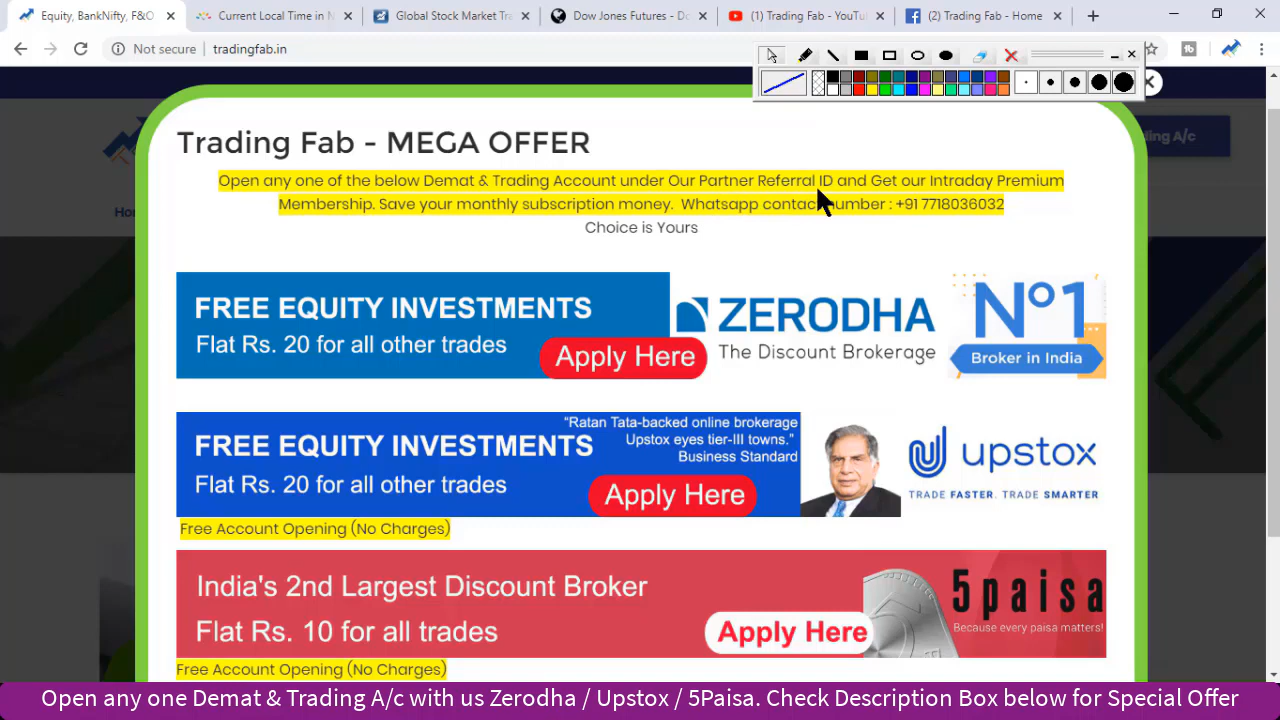 Equity, BankNifty, F&O
Current Local Time in N
Global Stock Market Tra
Dow Jones Futures - Do
(1) Trading Fab - YouTu
(2) Trading Fab - Home
Not secure
tradingfab.in
ding A/c
Hom
Trading Fab - MEGA OFFER
Open any one of the below Demat & Trading Account under Our Partner Referral ID and Get our Intraday Premium
Membership. Save your monthly subscription money. Whatsapp contact number : +91 7718036032
Choice is Yours
FREE EQUITY INVESTMENTS
Flat Rs. 20 for all other trades
Apply Here
ZERODHA
The Discount Brokerage
Nº1
Broker in India
"Ratan Tata-backed online brokerage
Upstox eyes tier-III towns."
Business Standard
FREE EQUITY INVESTMENTS
Flat Rs. 20 for all other trades
Apply Here
upstox
TRADE FASTER. TRADE SMARTER
Free Account Opening (No Charges)
India's 2nd Largest Discount Broker
Flat Rs. 10 for all trades
Apply Here
5paisa
Because every paisa matters!
Free Account Opening (No Charges)
Open any one Demat & Trading A/c with us Zerodha / Upstox / 5Paisa. Check Description Box below for Special Offer